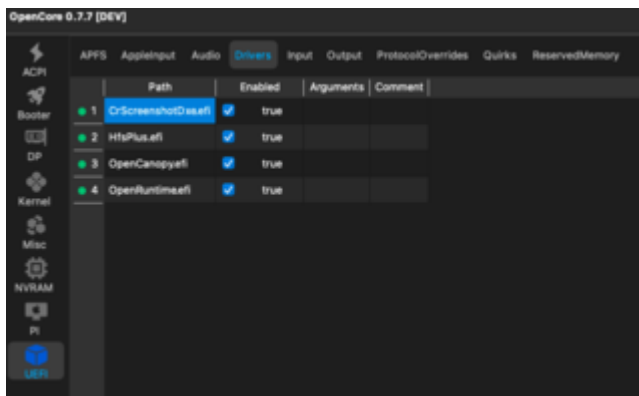 OpenCore 0.7.7 [DEV]
APFS AppleInput Audio Drivers Input Output ProtocolOverrides Quirks ReservedMemory
ACPI
Booter
DP
Kernel
Misc
NVRAM
PI
UEFI
Path Enabled Arguments Comment
1 CrScreenshotDxe.efi true
2 HfsPlus.efi true
3 OpenCanopy.efi true
4 OpenRuntime.efi true